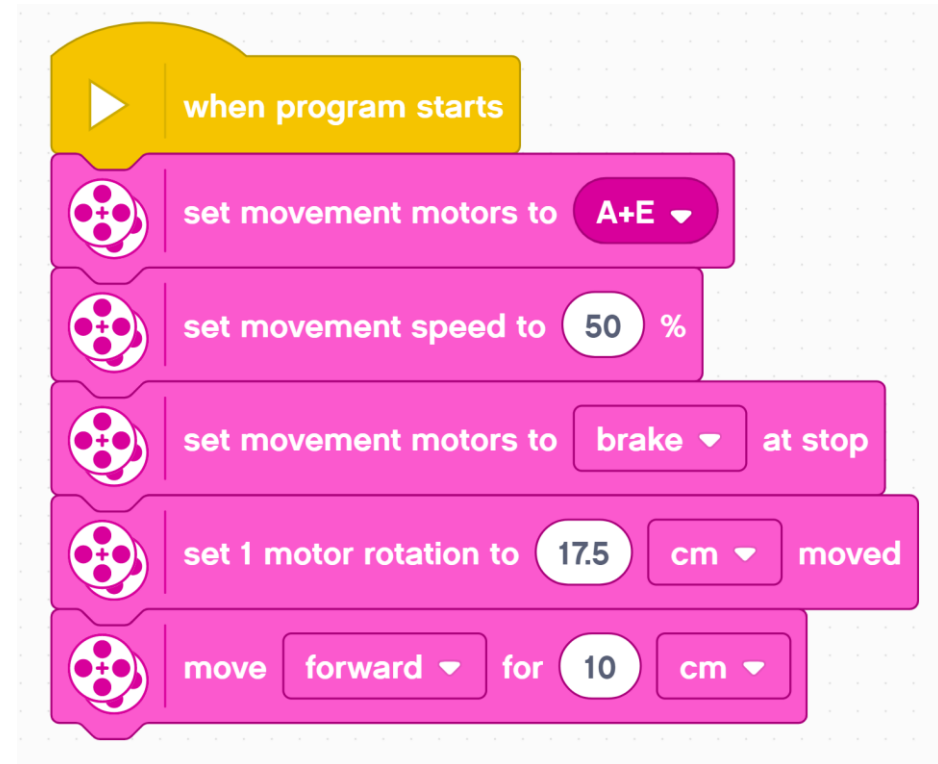 when program starts
set movement motors to A+E
set movement speed to 50 %
set movement motors to brake at stop
set 1 motor rotation to 17.5 cm moved
move forward for 10 cm